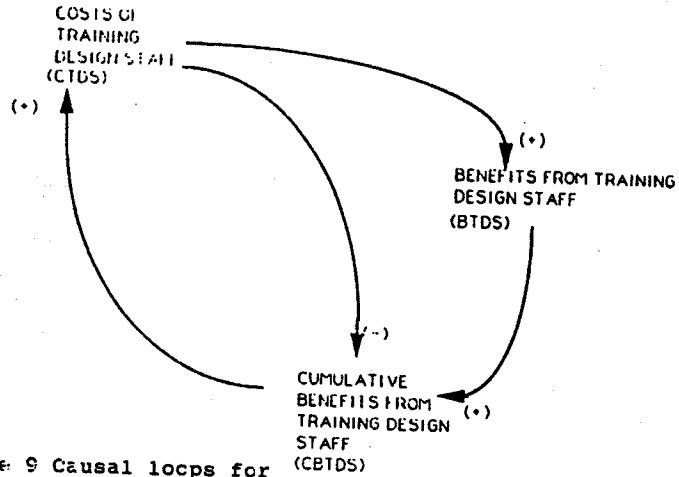 COSTS OF
TRAINING
DESIGN STAFF
(CTDS)
(+)
(+)
BENEFITS FROM TRAINING
DESIGN STAFF
(BTDS)
(-)
CUMULATIVE
BENEFITS FROM
TRAINING DESIGN
STAFF
(CBTDS)
(+)
9 Causal loops for